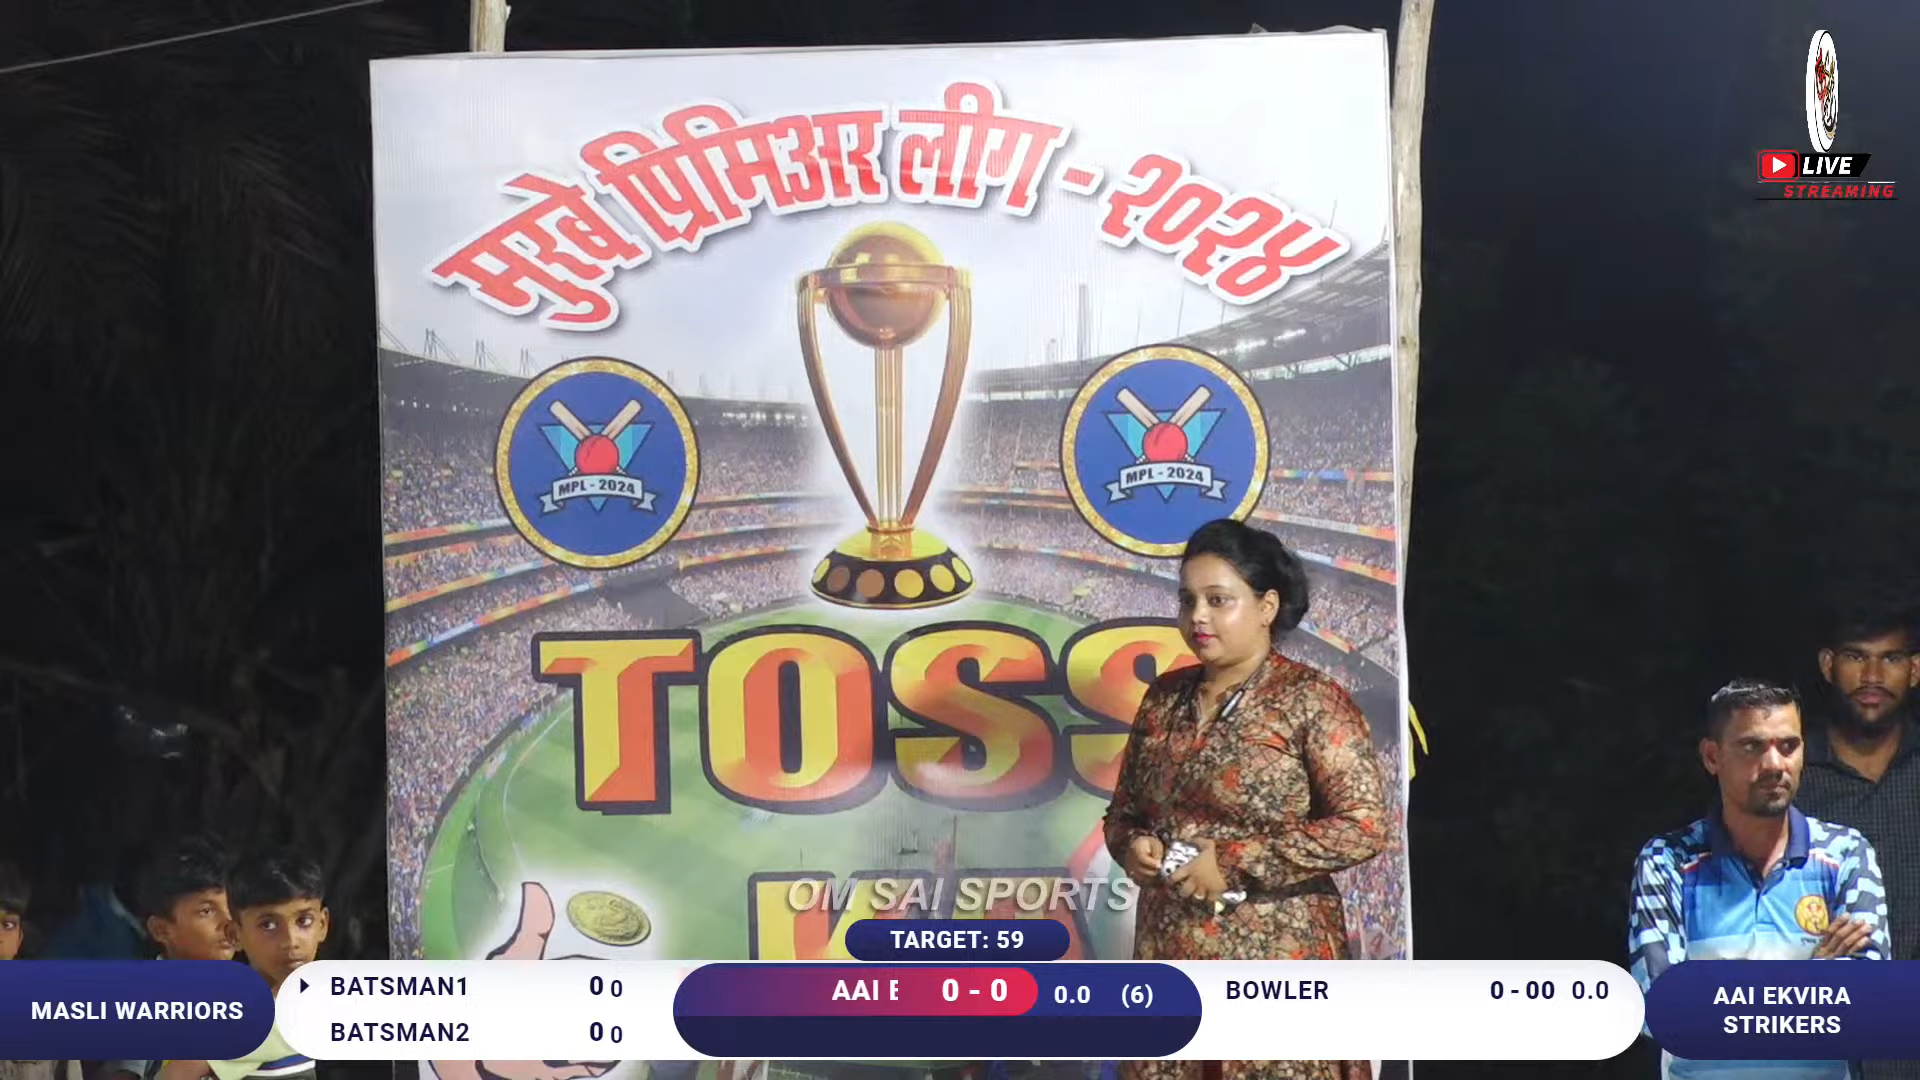 मुरबे प्रिमिअर लीग - २०२४
MPL - 2024
MPL - 2024
TOSS
LIVE
STREAMING
OM SAI SPORTS
TARGET: 59
MASLI WARRIORS
BATSMAN1 0 0
BATSMAN2 0 0
AAI E 0 - 0 0.0 (6)
BOWLER 0 - 00 0.0
AAI EKVIRA
STRIKERS